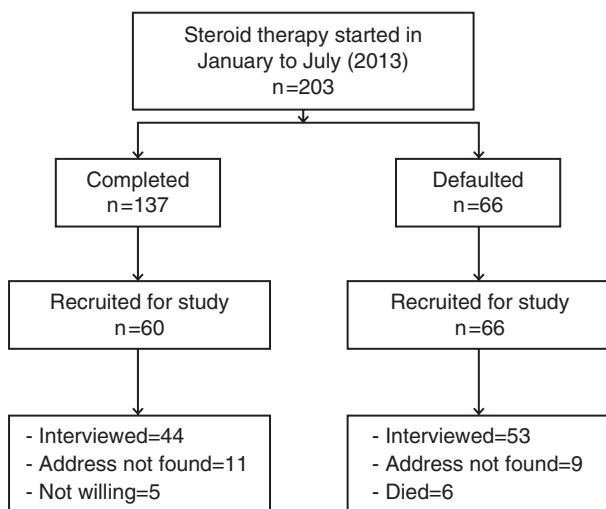 Steroid therapy started in
January to July (2013)
n=203
Completed
n=137
Defaulted
n=66
Recruited for study
n=60
Recruited for study
n=66
- Interviewed=44
- Address not found=11
- Not willing=5
- Interviewed=53
- Address not found=9
- Died=6